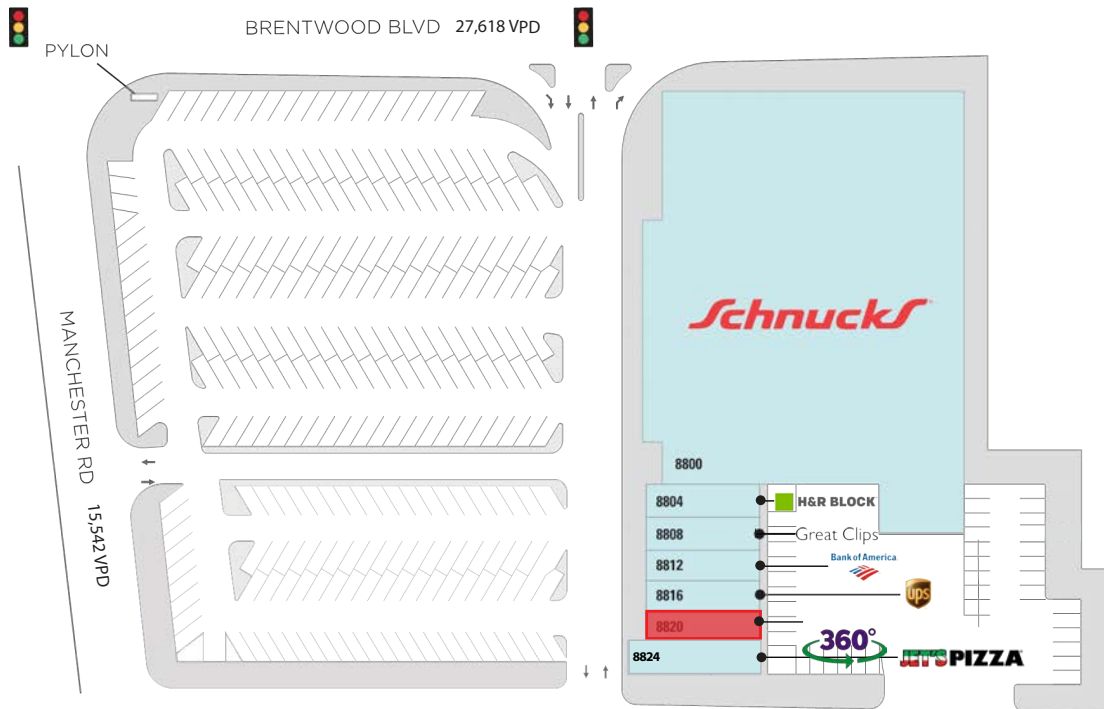 BRENTWOOD BLVD 27,618 VPD
PYLON
MANCHESTER RD 15,542 VPD
Schnucks
8800
8804 H&R BLOCK
8808 Great Clips
8812 Bank of America
8816 ups
8820 360°
8824 JET'S PIZZA